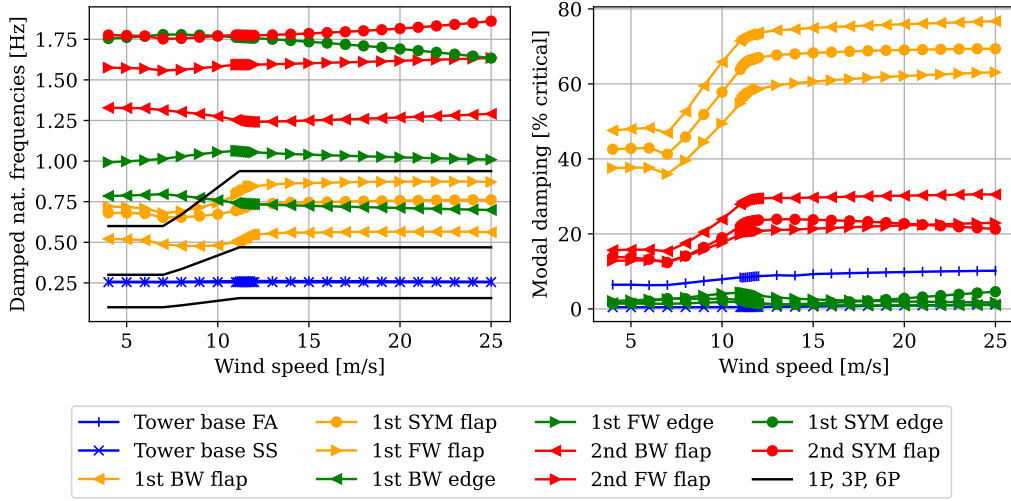 Damped nat. frequencies [Hz]
1.75
1.50
1.25
1.00
0.75
0.50
0.25
5 10 15 20 25
Wind speed [m/s]
Modal damping [% critical]
80
60
40
20
0
5 10 15 20 25
Wind speed [m/s]
Tower base FA 1st SYM flap 1st FW edge 1st SYM edge
Tower base SS 1st FW flap 2nd BW flap 2nd SYM flap
1st BW flap 1st BW edge 2nd FW flap 1P, 3P, 6P